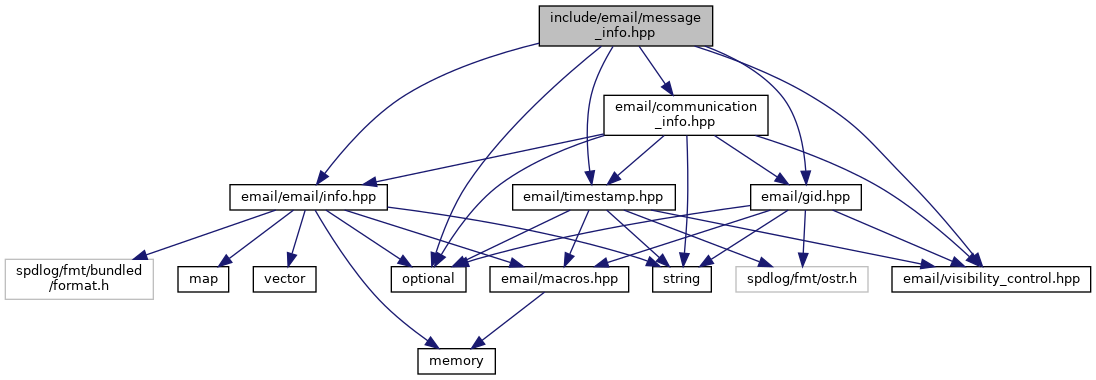 include/email/message
_info.hpp
email/communication
_info.hpp
email/email/info.hpp
email/timestamp.hpp
email/gid.hpp
spdlog/fmt/bundled
/format.h
map
vector
optional
email/macros.hpp
string
spdlog/fmt/ostr.h
email/visibility_control.hpp
memory